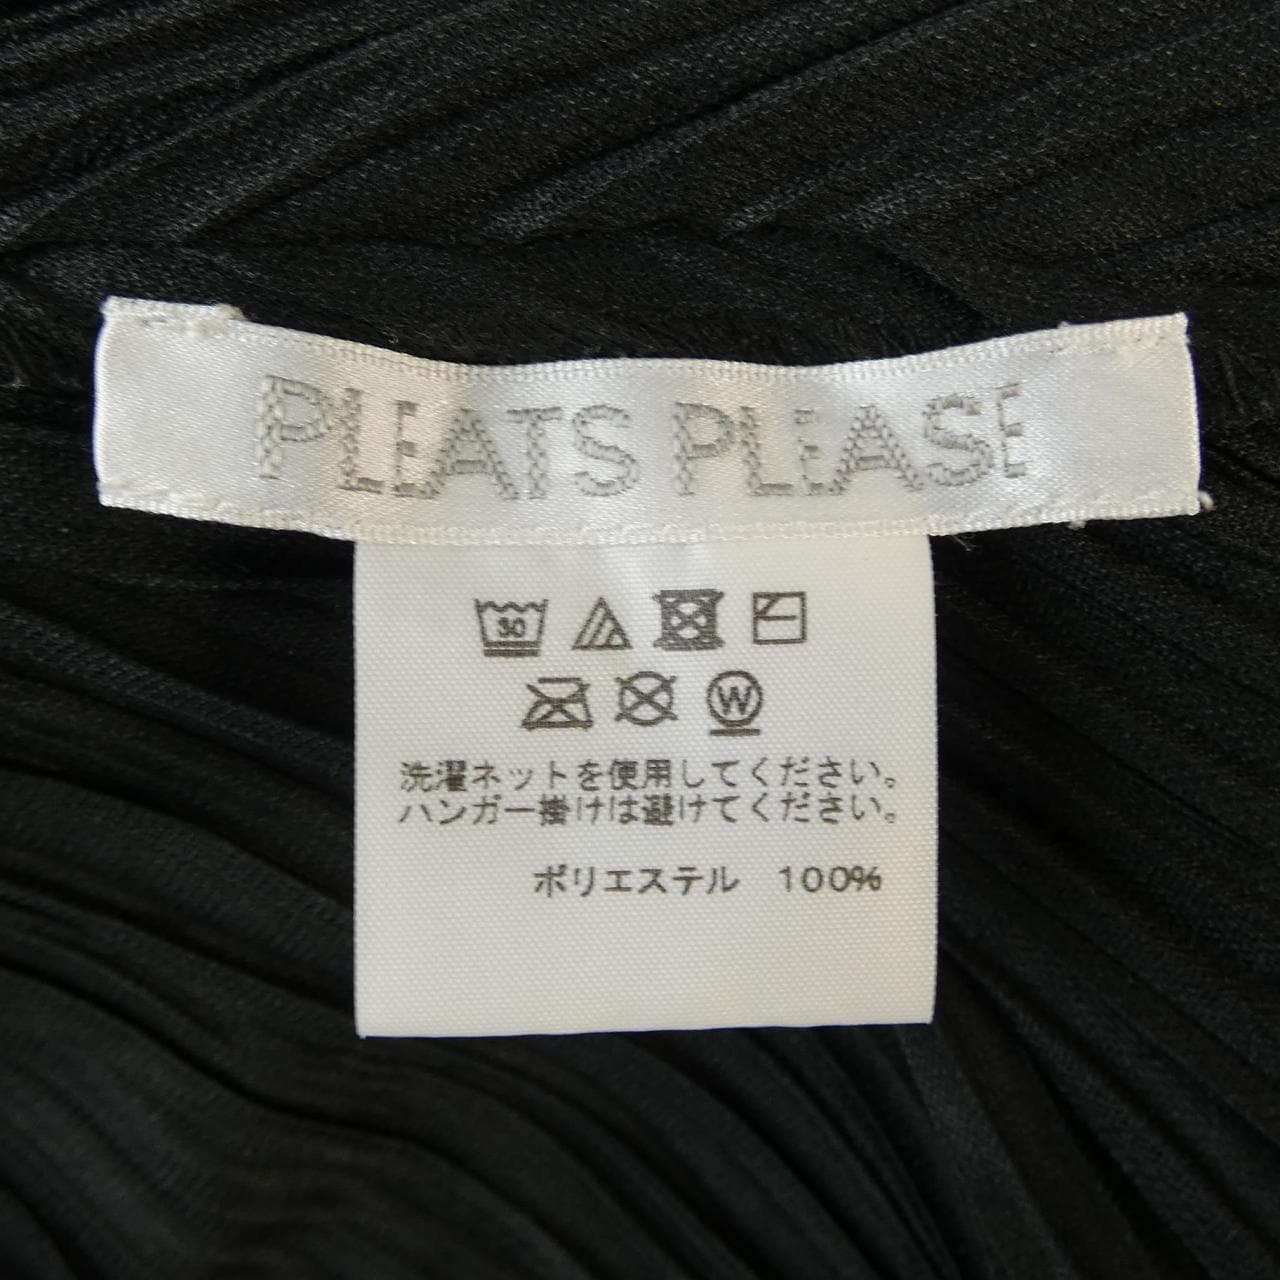 PLEATS PLEASE
30
W
洗濯ネットを使用してください。
ハンガー掛けは避けてください。
ポリエステル 100%